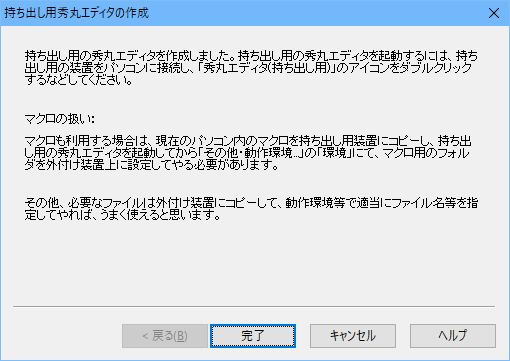 持ち出し用秀丸エディタの作成
持ち出し用の秀丸エディタを作成しました。持ち出し用の秀丸エディタを起動するには、持ち
出し用の装置をパソコンに接続し、「秀丸エディタ(持ち出し用)」のアイコンをダブルクリック
するなどしてください。
マクロの扱い:
マクロも利用する場合は、現在のパソコン内のマクロを持ち出し用装置にコピーし、持ち出
し用の秀丸エディタを起動してから「その他・動作環境...」の「環境」にて、マクロ用のフォル
ダを外付け装置上に設定してやる必要があります。
その他、必要なファイルは外付け装置にコピーして、動作環境等で適当にファイル名等を指
定してやれば、うまく使えると思います。
< 戻る(B)
完了
キャンセル
ヘルプ